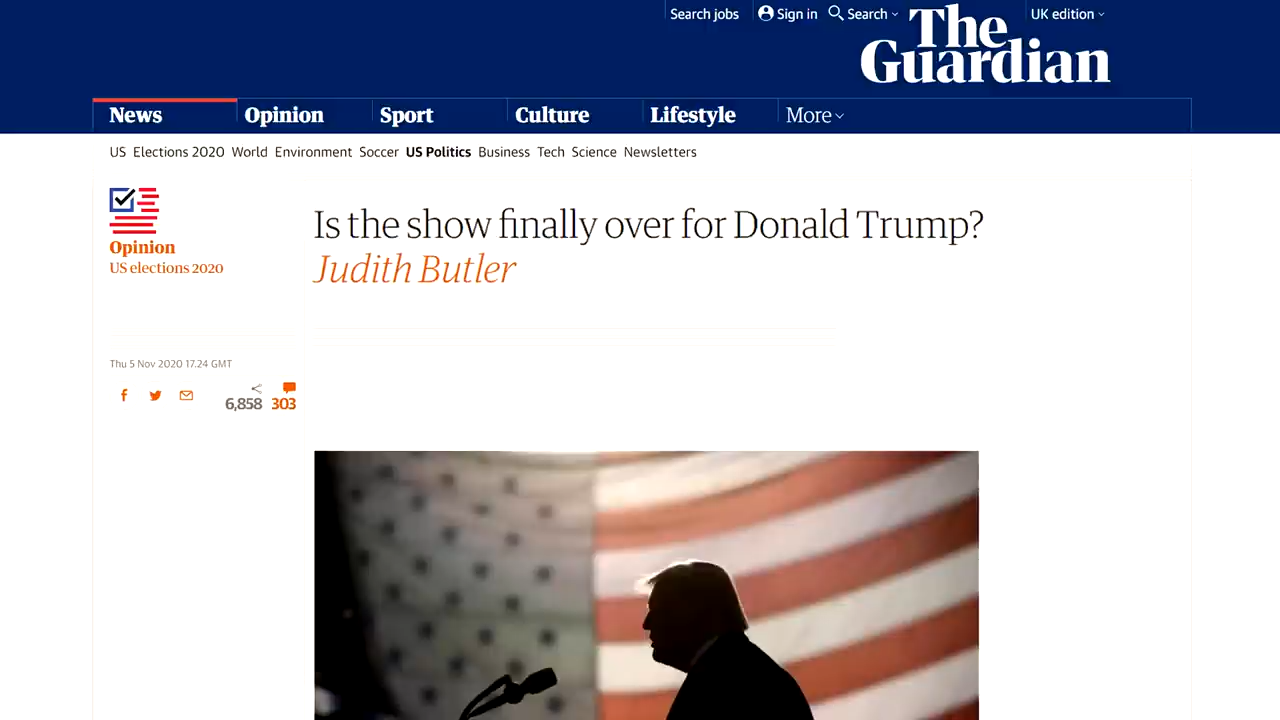 Search jobs Sign in Search UK edition
The
Guardian
News Opinion Sport Culture Lifestyle More
US Elections 2020 World Environment Soccer US Politics Business Tech Science Newsletters
Opinion
US elections 2020
Is the show finally over for Donald Trump?
Judith Butler
Thu 5 Nov 2020 17.24 GMT
6,858 303